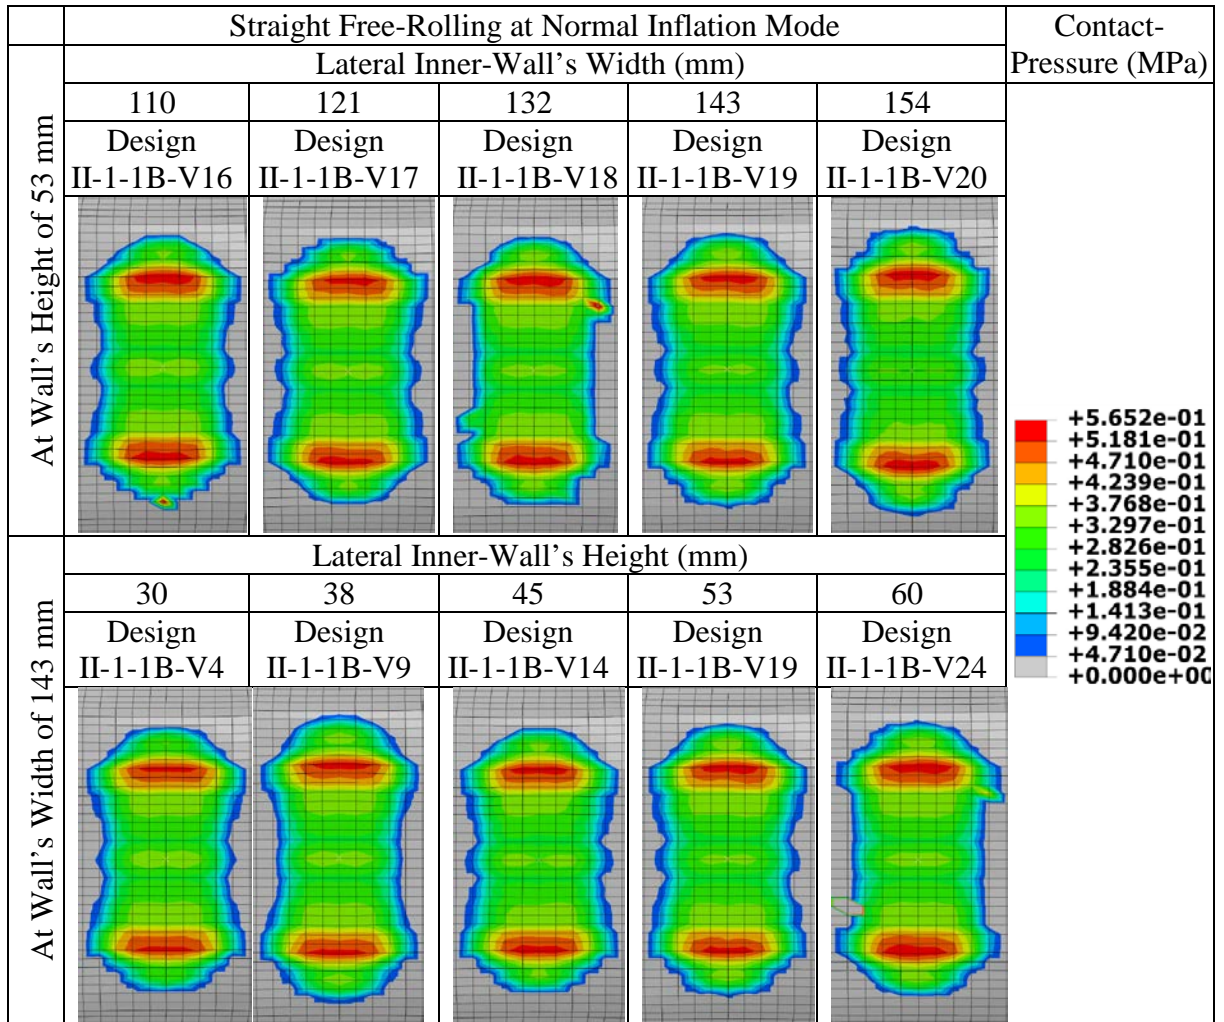 Straight Free-Rolling at Normal Inflation Mode
Contact-
Pressure (MPa)
At Wall’s Height of 53 mm
Lateral Inner-Wall’s Width (mm)
110 121 132 143 154
Design Design Design Design Design
II-1-1B-V16 II-1-1B-V17 II-1-1B-V18 II-1-1B-V19 II-1-1B-V20
At Wall’s Width of 143 mm
Lateral Inner-Wall’s Height (mm)
30 38 45 53 60
Design Design Design Design Design
II-1-1B-V4 II-1-1B-V9 II-1-1B-V14 II-1-1B-V19 II-1-1B-V24
+5.652e-01
+5.181e-01
+4.710e-01
+4.239e-01
+3.768e-01
+3.297e-01
+2.826e-01
+2.355e-01
+1.884e-01
+1.413e-01
+9.420e-02
+4.710e-02
+0.000e+00